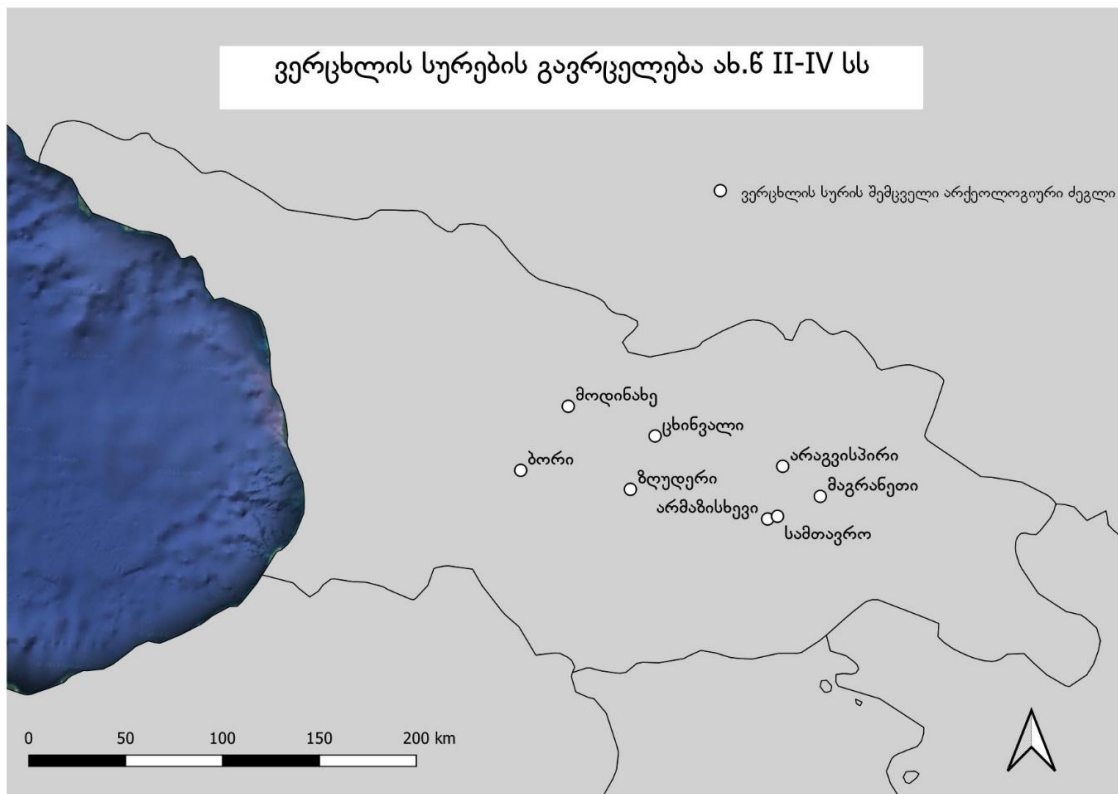 ვერცხლის სურების გავრცელება ახ.წ II-IV სს
ვერცხლის სურის შემცველი არქეოლოგიური ძეგლი
მოდინახე
ცხინვალი
ბორი
ზღუდერი
არაგვისპირი
მაგრანეთი
არმაზისხევი
სამთავრო
0 50 100 150 200 km